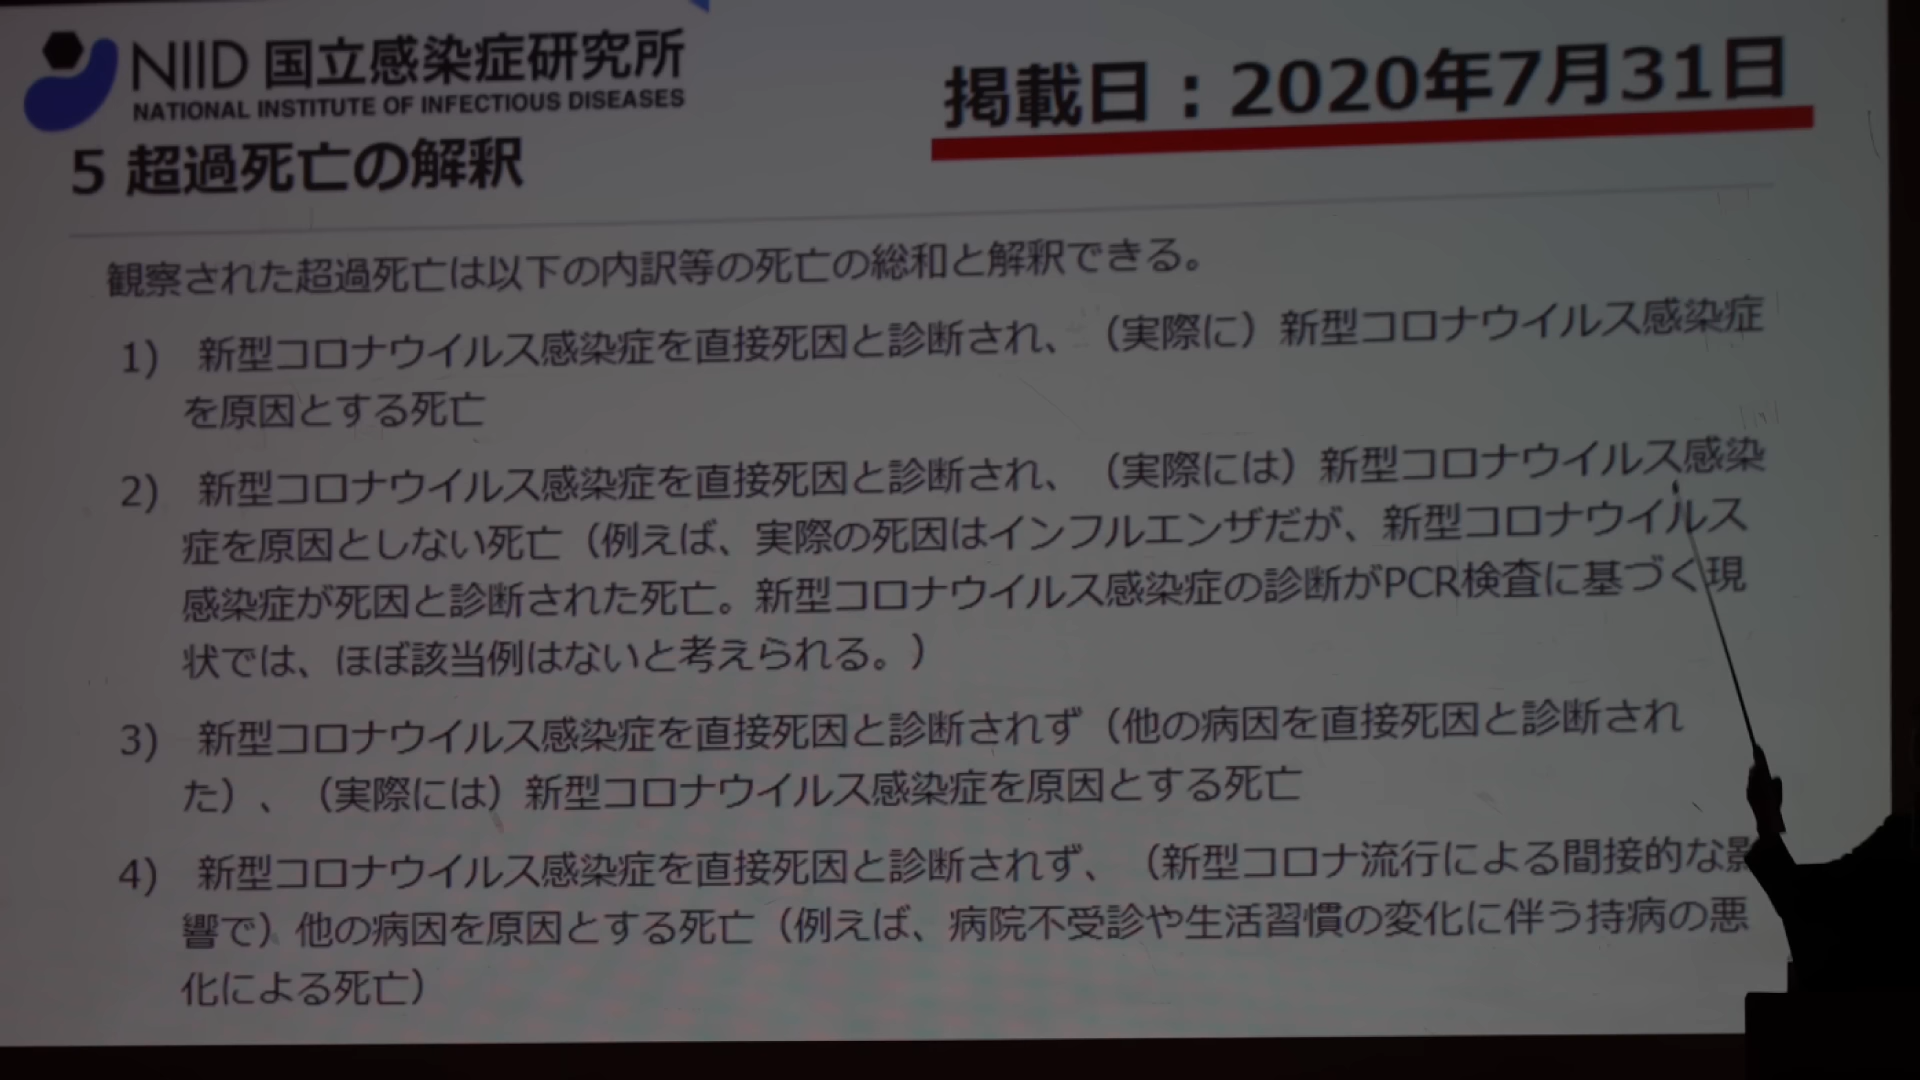 NIID 国立感染症研究所
NATIONAL INSTITUTE OF INFECTIOUS DISEASES
掲載日：2020年7月31日
5 超過死亡の解釈
観察された超過死亡は以下の内訳等の死亡の総和と解釈できる。
1) 新型コロナウイルス感染症を直接死因と診断され、（実際に）新型コロナウイルス感染症
を原因とする死亡
2) 新型コロナウイルス感染症を直接死因と診断され、（実際には）新型コロナウイルス感染
症を原因としない死亡（例えば、実際の死因はインフルエンザだが、新型コロナウイルス
感染症が死因と診断された死亡。新型コロナウイルス感染症の診断がPCR検査に基づく現
状では、ほぼ該当例はないと考えられる。）
3) 新型コロナウイルス感染症を直接死因と診断されず（他の病因を直接死因と診断され
た）、（実際には）新型コロナウイルス感染症を原因とする死亡
4) 新型コロナウイルス感染症を直接死因と診断されず、（新型コロナ流行による間接的な影
響で）他の病因を原因とする死亡（例えば、病院不受診や生活習慣の変化に伴う持病の悪
化による死亡）